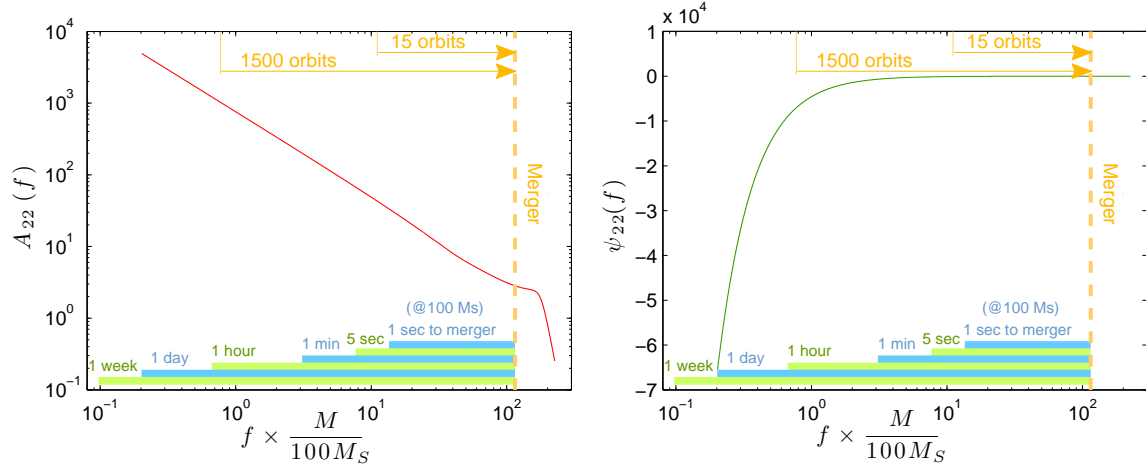 10^4
10^3
10^2
10^1
10^0
10^-1
A_22 (f)
15 orbits
1500 orbits
Merger
(@100 Ms)
1 sec to merger
5 sec
1 min
1 hour
1 day
1 week
10^-1
10^0
10^1
10^2
f × M / 100M_S
x 10^4
1
0
−1
−2
−3
−4
−5
−6
−7
ψ_22(f)
15 orbits
1500 orbits
Merger
(@100 Ms)
1 sec to merger
5 sec
1 min
1 hour
1 day
1 week
10^-1
10^0
10^1
10^2
f × M / 100M_S